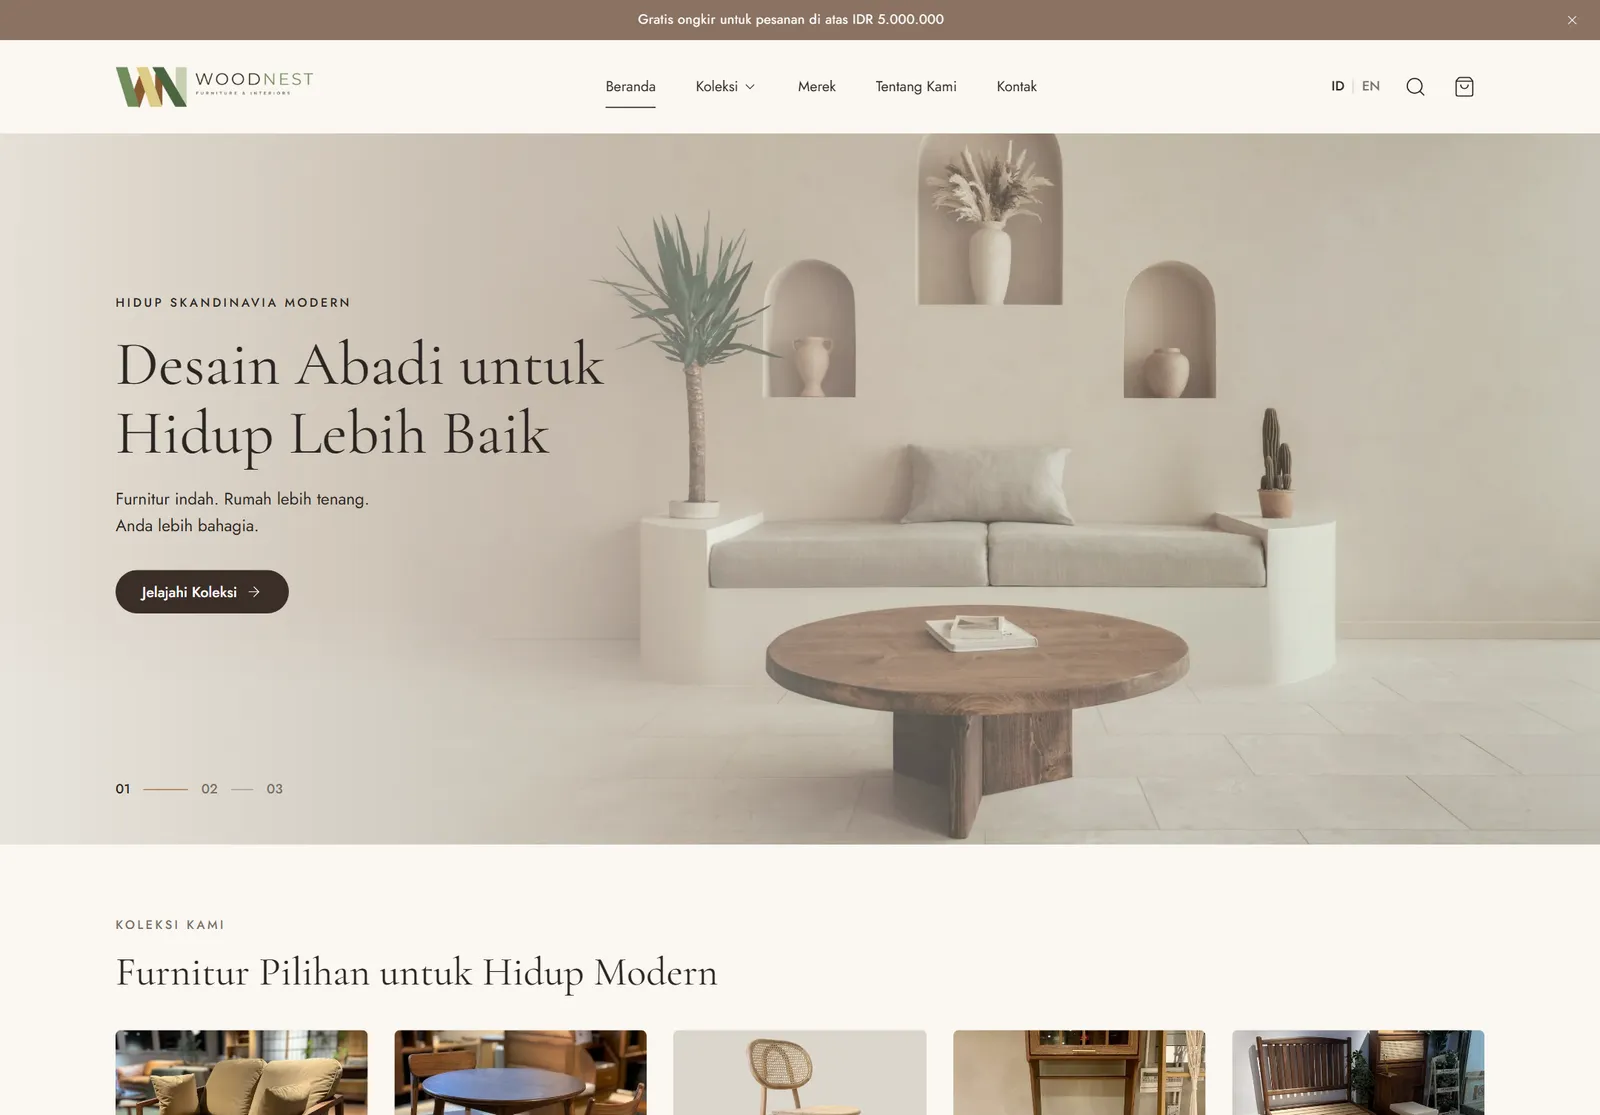 Gratis ongkir untuk pesanan di atas IDR 5.000.000
WOODNEST
FURNITURE & INTERIORS
Beranda
Koleksi
Merek
Tentang Kami
Kontak
ID
EN
HIDUP SKANDINAVIA MODERN
Desain Abadi untuk
Hidup Lebih Baik
Furnitur indah. Rumah lebih tenang.
Anda lebih bahagia.
Jelajahi Koleksi
01
02
03
KOLEKSI KAMI
Furnitur Pilihan untuk Hidup Modern